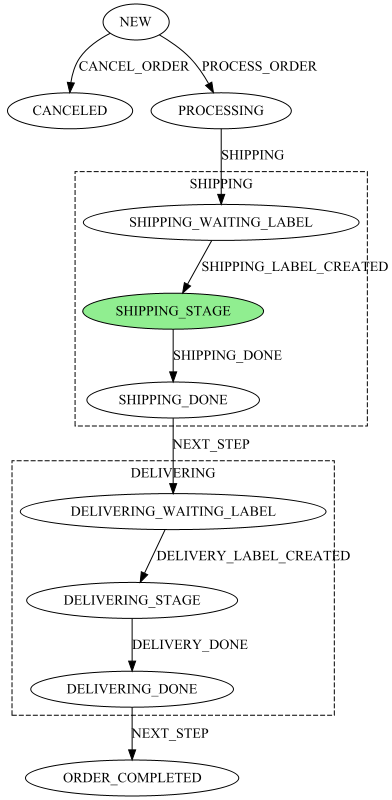 NEW
CANCEL_ORDER
PROCESS_ORDER
CANCELED
PROCESSING
SHIPPING
SHIPPING
SHIPPING_WAITING_LABEL
SHIPPING_LABEL_CREATED
SHIPPING_STAGE
SHIPPING_DONE
SHIPPING_DONE
NEXT_STEP
DELIVERING
DELIVERING_WAITING_LABEL
DELIVERY_LABEL_CREATED
DELIVERING_STAGE
DELIVERY_DONE
DELIVERING_DONE
NEXT_STEP
ORDER_COMPLETED